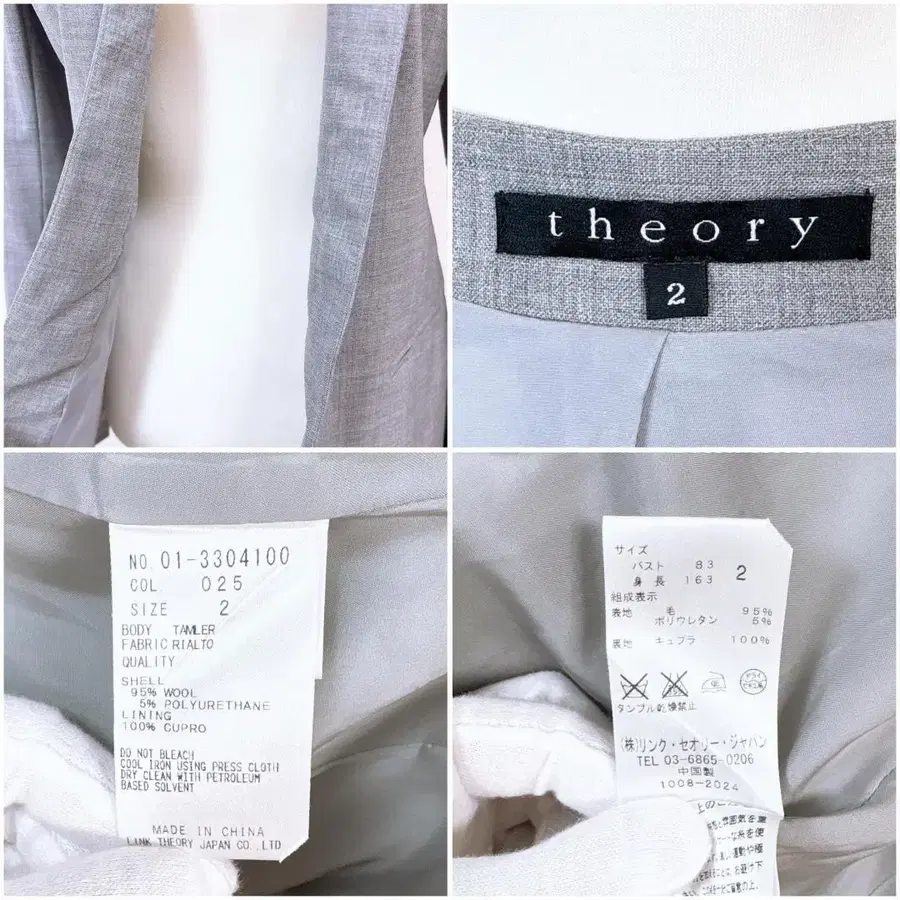 theory
2
NO. 01-3304100
COL. 025
SIZE 2
BODY TAMLER
FABRIC RIALTO
QUALITY
SHELL
95% WOOL
5% POLYURETHANE
LINING
100% CUPRO
DO NOT BLEACH
COOL IRON USING PRESS CLOTH
DRY CLEAN WITH PETROLEUM
BASED SOLVENT
MADE IN CHINA
LINK THEORY JAPAN CO.,LTD
サイズ
バスト 83
身長 163
2
組成表示
表地 毛 95%
ポリウレタン 5%
裏地 キュプラ 100%
ドライ
タンブル乾燥禁止
(株)リンク・セオリー・ジャパン
TEL 03-6865-0206
中国製
1008-2024